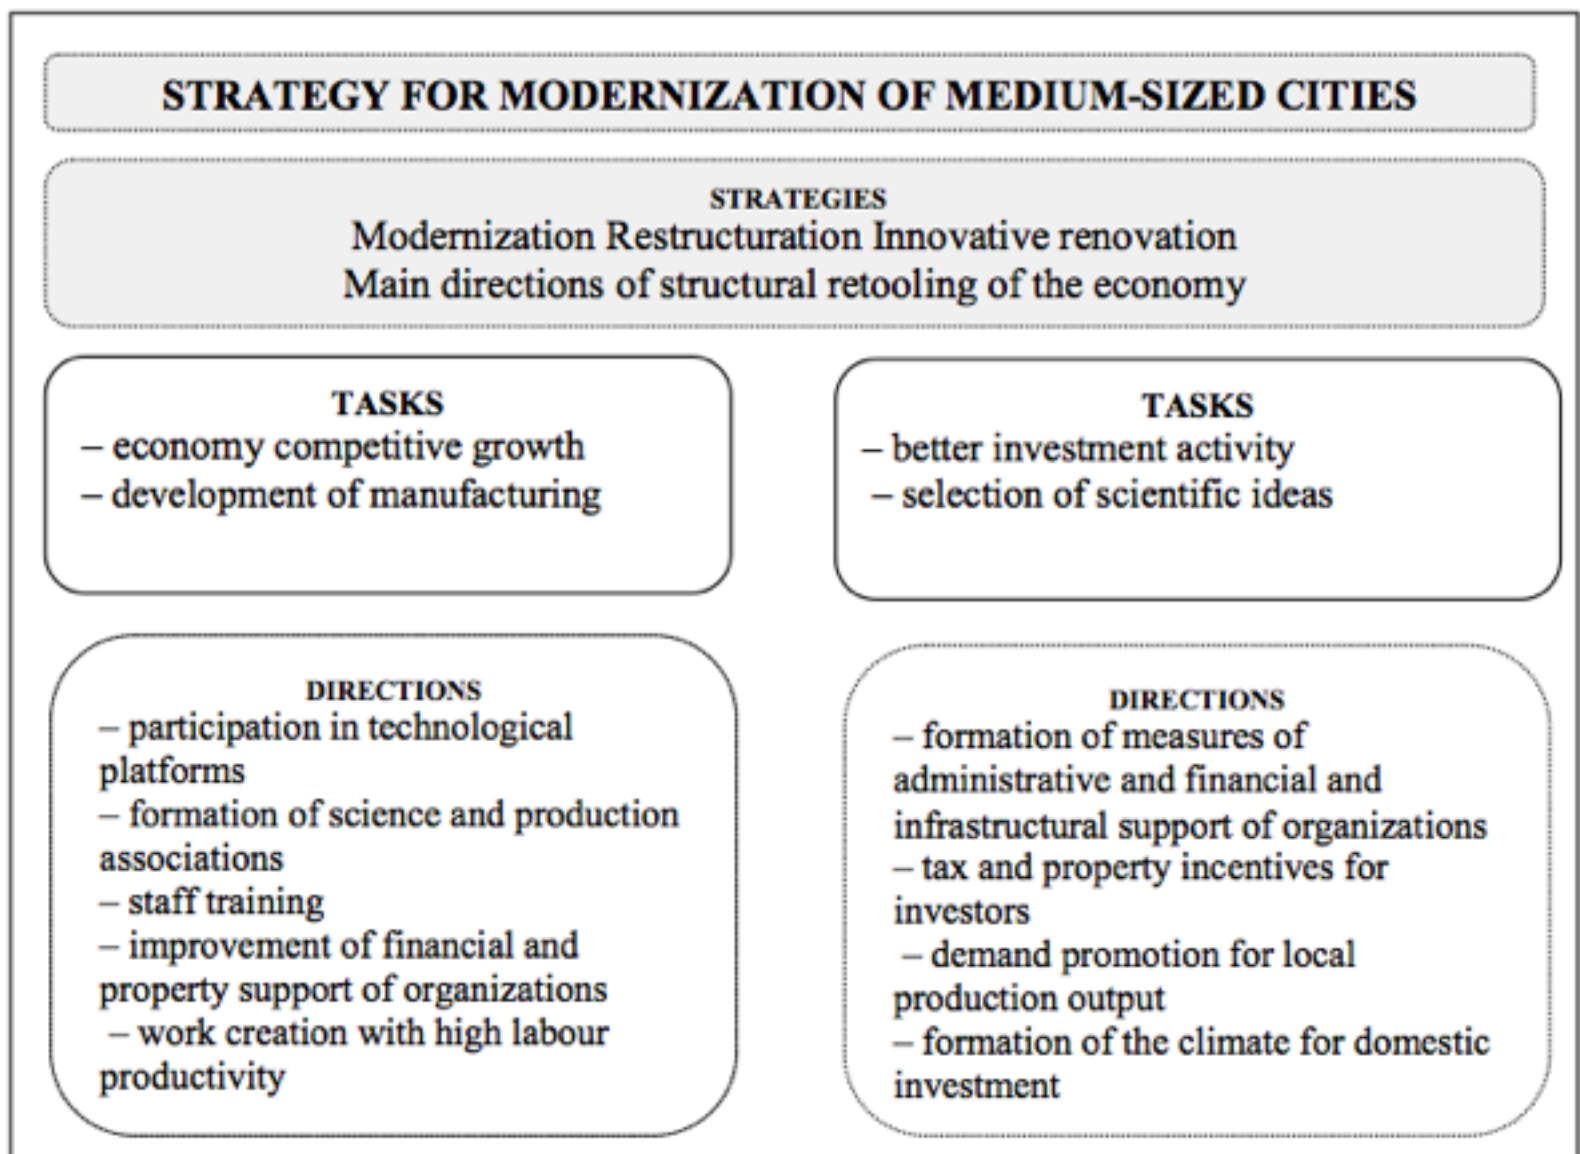 STRATEGY FOR MODERNIZATION OF MEDIUM-SIZED CITIES
STRATEGIES
Modernization Restructuration Innovative renovation
Main directions of structural retooling of the economy
TASKS
– economy competitive growth
– development of manufacturing
TASKS
– better investment activity
– selection of scientific ideas
DIRECTIONS
– participation in technological
platforms
– formation of science and production
associations
– staff training
– improvement of financial and
property support of organizations
– work creation with high labour
productivity
DIRECTIONS
– formation of measures of
administrative and financial and
infrastructural support of organizations
– tax and property incentives for
investors
– demand promotion for local
production output
– formation of the climate for domestic
investment